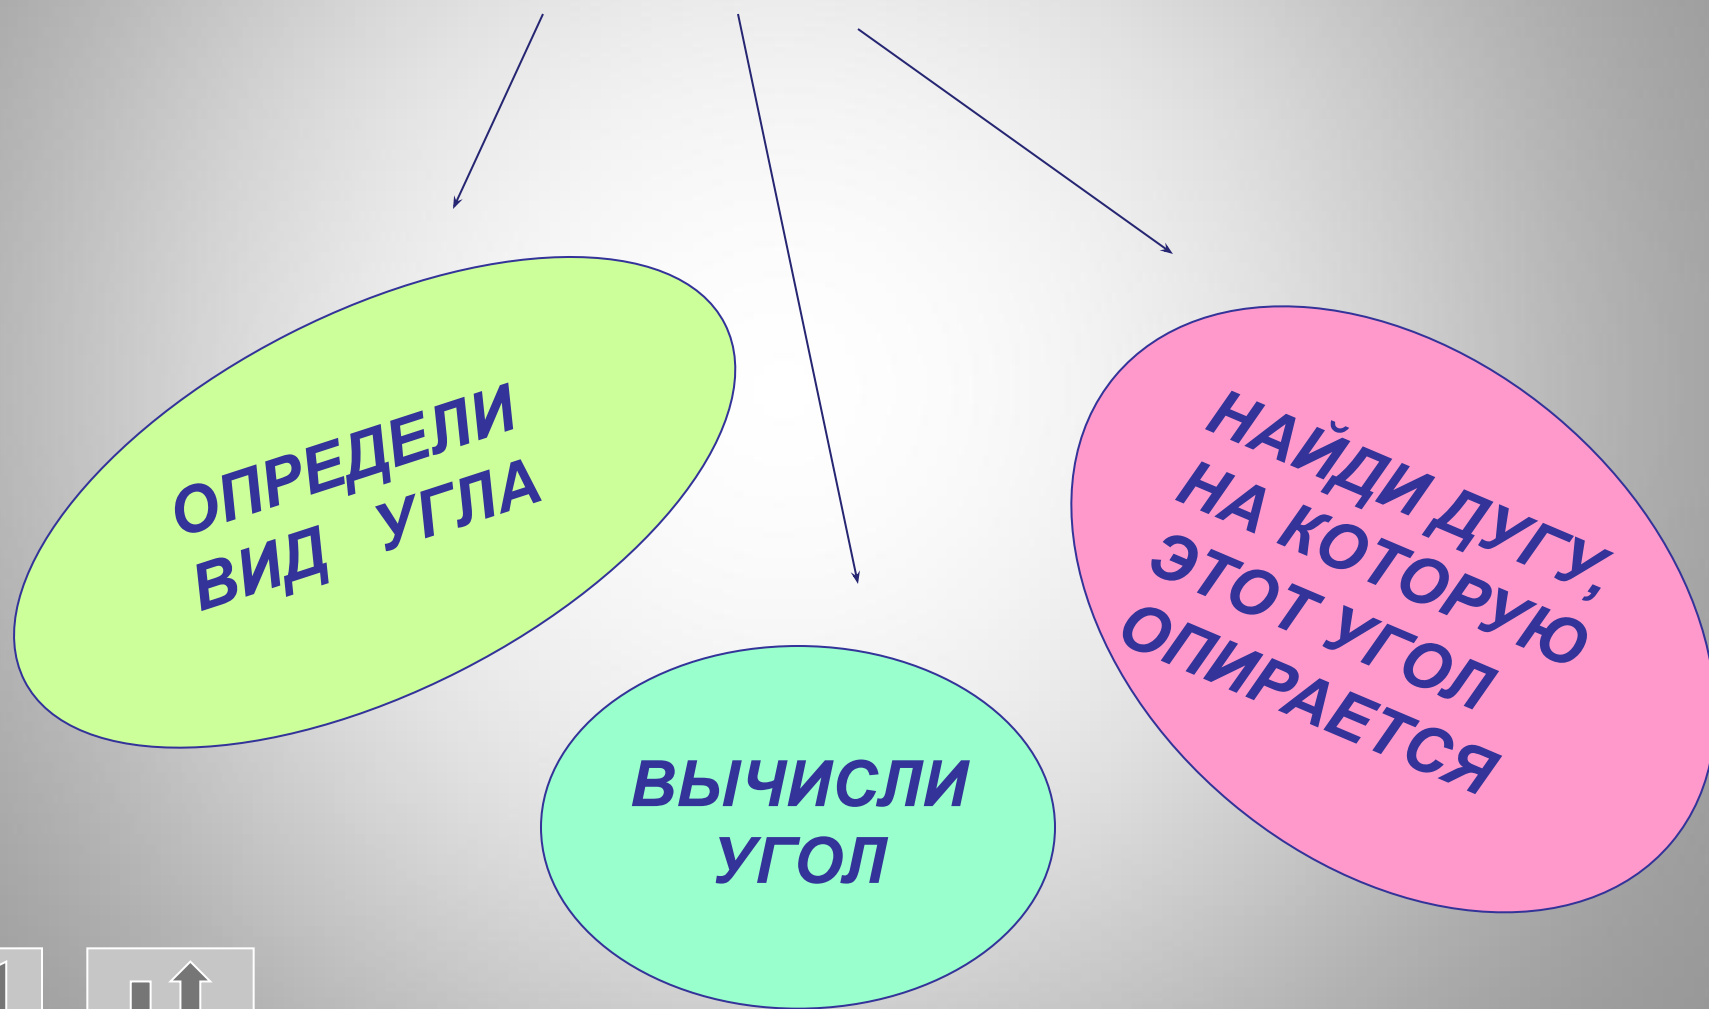 ОПРЕДЕЛИ
ВИД УГЛА
ВЫЧИСЛИ
УГОЛ
НАЙДИ ДУГУ,
НА КОТОРУЮ
ЭТОТ УГОЛ
ОПИРАЕТСЯ